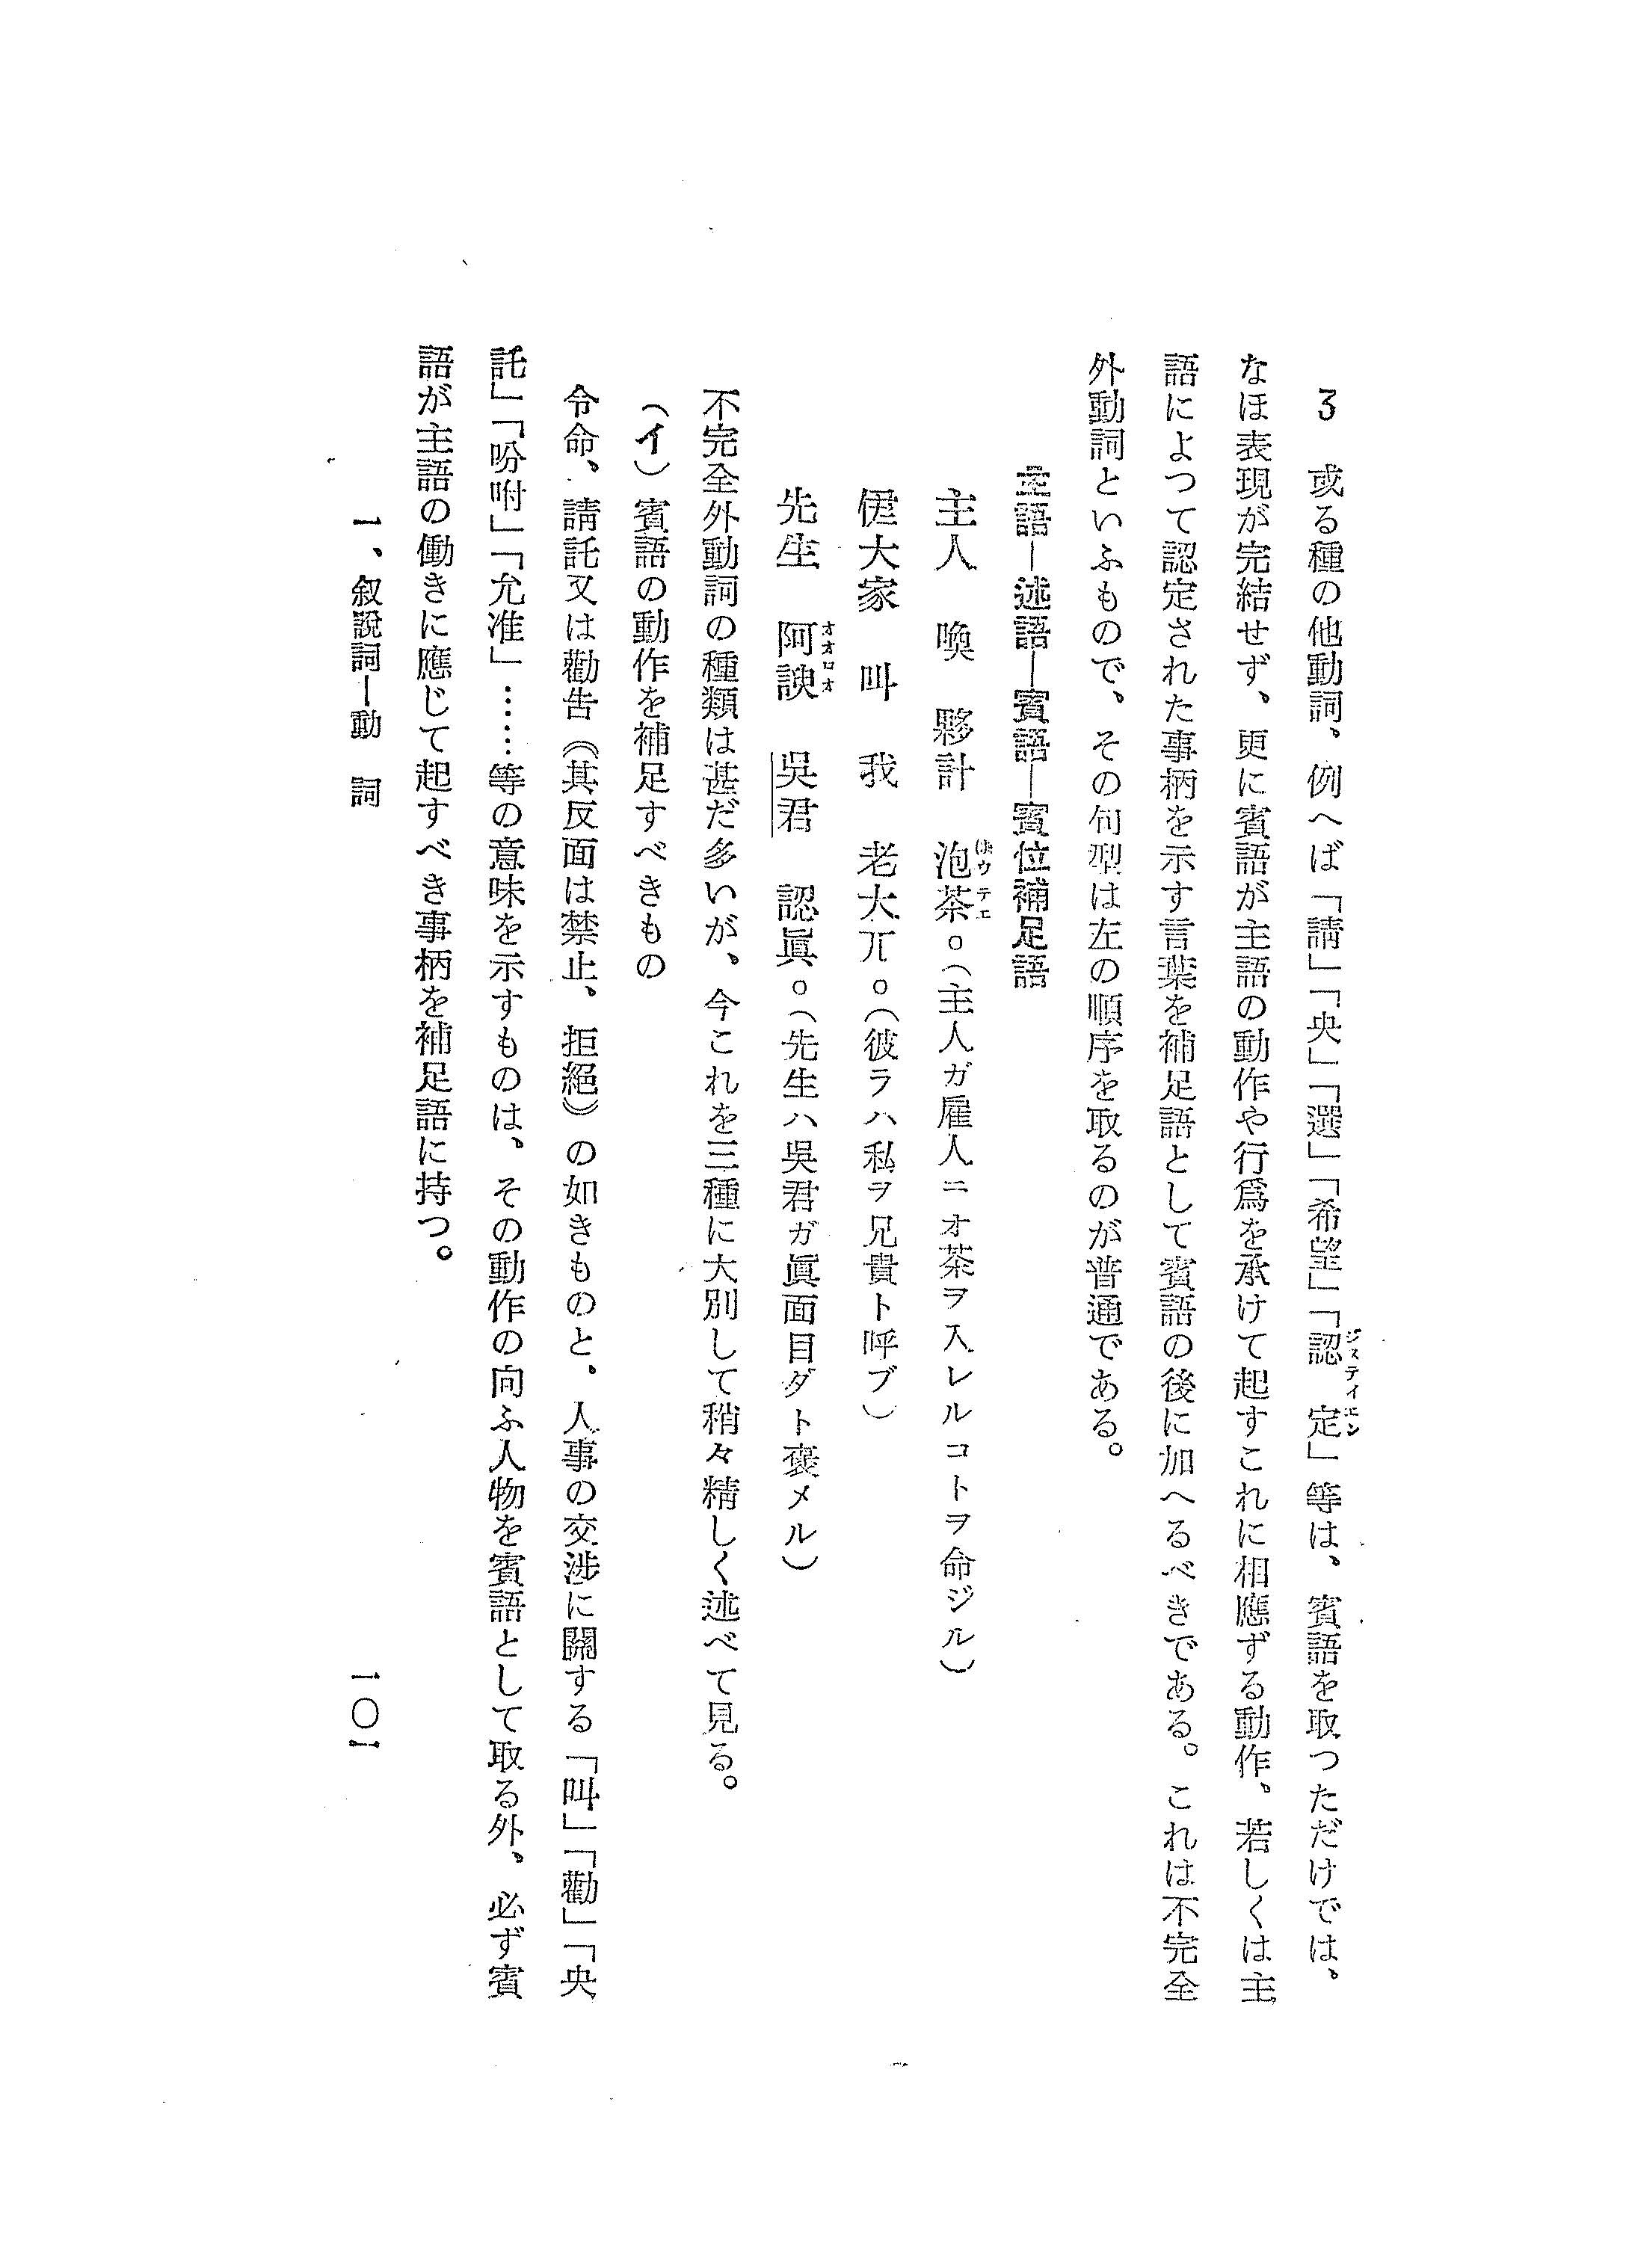 3　或る種の他動詞、例へば「請」「央」「選」「希望」「認定」等は、賓語を取つただけでは、
なほ表現が完結せず、更に賓語が主語の動作や行爲を承けて起すこれに相應ずる動作、若しくは主
語によつて認定された事柄を示す言葉を補足語として賓語の後に加へるべきである。これは不完全
外動詞といふもので、その句型は左の順序を取るのが普通である。
主語―述語―賓語―賓位補足語
主人　喚　夥計　泡茶。（主人ガ雇人ニオ茶ヲ入レルコトヲ命ジル）
大家　叫　我　老大兀。（彼ラハ私ヲ兄貴ト呼ブ）
先生　阿諛　吳君　認眞。（先生ハ吳君ガ眞面目ダト褒メル）
不完全外動詞の種類は甚だ多いが、今これを三種に大別して稍々精しく述べて見る。
（イ）賓語の動作を補足すべきもの
令命、請託又は勸告《其反面は禁止、拒絕》の如きものと、人事の交渉に關する「叫」「勸」「央
託」「吩咐」「允准」……等の意味を示すものは、その動作の向ふ人物を賓語として取る外、必ず賓
語が主語の働きに應じて起すべき事柄を補足語に持つ。
一、叙說詞―動　詞
一〇一